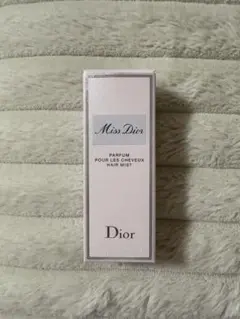 Miss Dior
PARFUM
POUR LES CHEVEUX
HAIR MIST
Dior